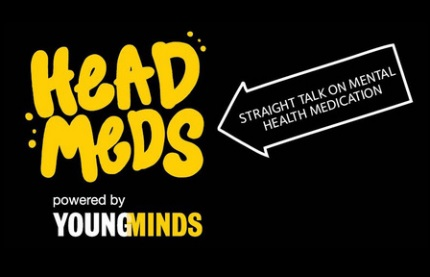 HeAD
MeDS
STRAIGHT TALK ON MENTAL
HEALTH MEDICATION
powered by
YOUNGMINDS